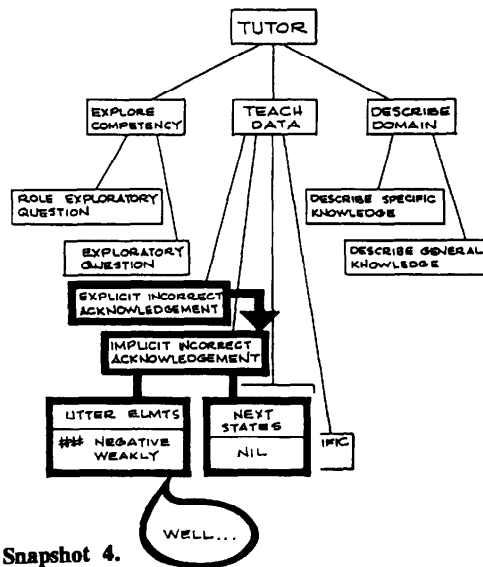 TUTOR
EXPLORE
COMPETENCY
TEACH
DATA
DESCRIBE
DOMAIN
ROLE EXPLORATORY
QUESTION
DESCRIBE SPECIFIC
KNOWLEDGE
EXPLORATORY
QUESTION
DESCRIBE GENERAL
KNOWLEDGE
EXPLICIT INCORRECT
ACKNOWLEDGEMENT
IMPLICIT INCORRECT
ACKNOWLEDGEMENT
UTTER ELMTS
## NEGATIVE
WEAKLY
NEXT
STATES
NIL
IFIC
WELL...
Snapshot 4.